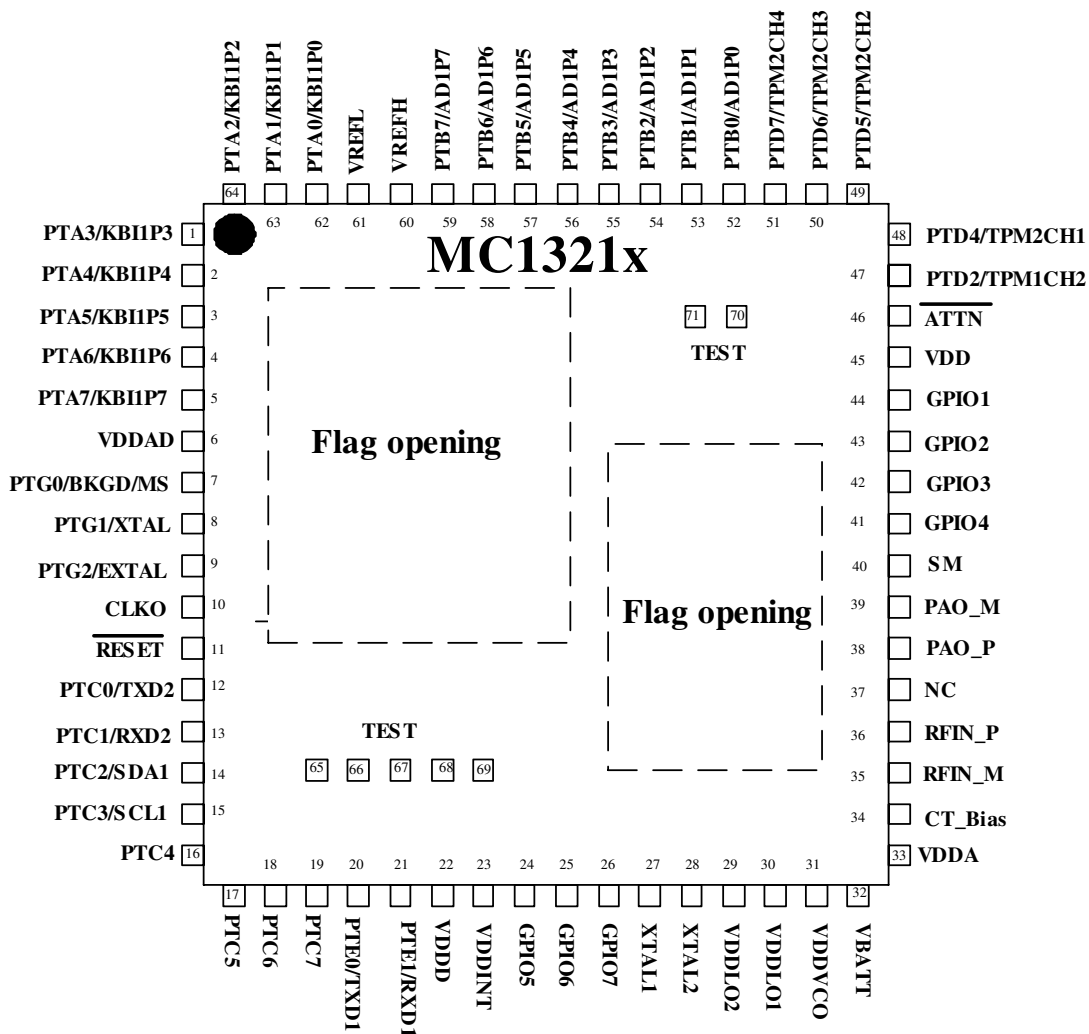 PTA2/KBI1P2
PTA1/KBI1P1
PTA0/KBI1P0
VREFL
VREFH
PTB7/AD1P7
PTB6/AD1P6
PTB5/AD1P5
PTB4/AD1P4
PTB3/AD1P3
PTB2/AD1P2
PTB1/AD1P1
PTB0/AD1P0
PTD7/TPM2CH4
PTD6/TPM2CH3
PTD5/TPM2CH2
64 63 62 61 60 59 58 57 56 55 54 53 52 51 50 49
MC1321x
PTA3/KBI1P3 1
PTA4/KBI1P4 2
PTA5/KBI1P5 3
PTA6/KBI1P6 4
PTA7/KBI1P7 5
VDDAD 6
PTG0/BKGD/MS 7
PTG1/XTAL 8
PTG2/EXTAL 9
CLKO 10
RESET 11
PTC0/TXD2 12
PTC1/RXD2 13
PTC2/SDA1 14
PTC3/SCL1 15
PTC4 16
71 70
TEST
Flag opening
Flag opening
TEST
65 66 67 68 69
48 PTD4/TPM2CH1
47 PTD2/TPM1CH2
46 ATTN
45 VDD
44 GPIO1
43 GPIO2
42 GPIO3
41 GPIO4
40 SM
39 PAO_M
38 PAO_P
37 NC
36 RFIN_P
35 RFIN_M
34 CT_Bias
33 VDDA
17 18 19 20 21 22 23 24 25 26 27 28 29 30 31 32
PTC5
PTC6
PTC7
PTE0/TXD1
PTE1/RXD1
VDDD
VDDINT
GPIO5
GPIO6
GPIO7
XTAL1
XTAL2
VDDLO2
VDDLO1
VDDVCO
VBATT